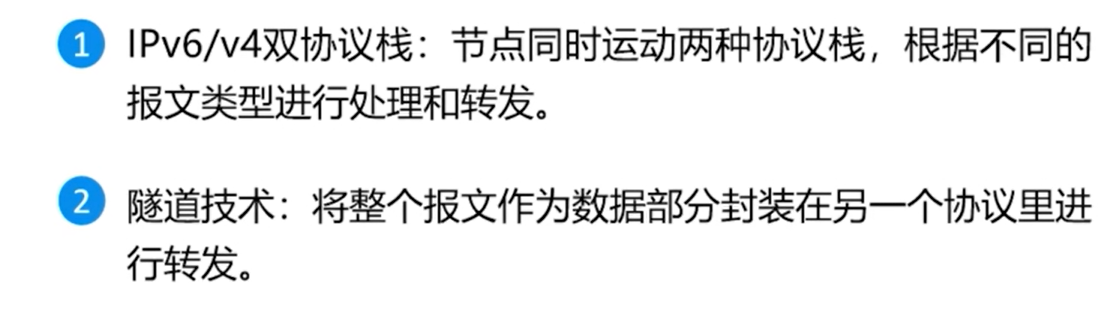 1 IPv6/v4双协议栈：节点同时运动两种协议栈，根据不同的
报文类型进行处理和转发。
2 隧道技术：将整个报文作为数据部分封装在另一个协议里进
行转发。